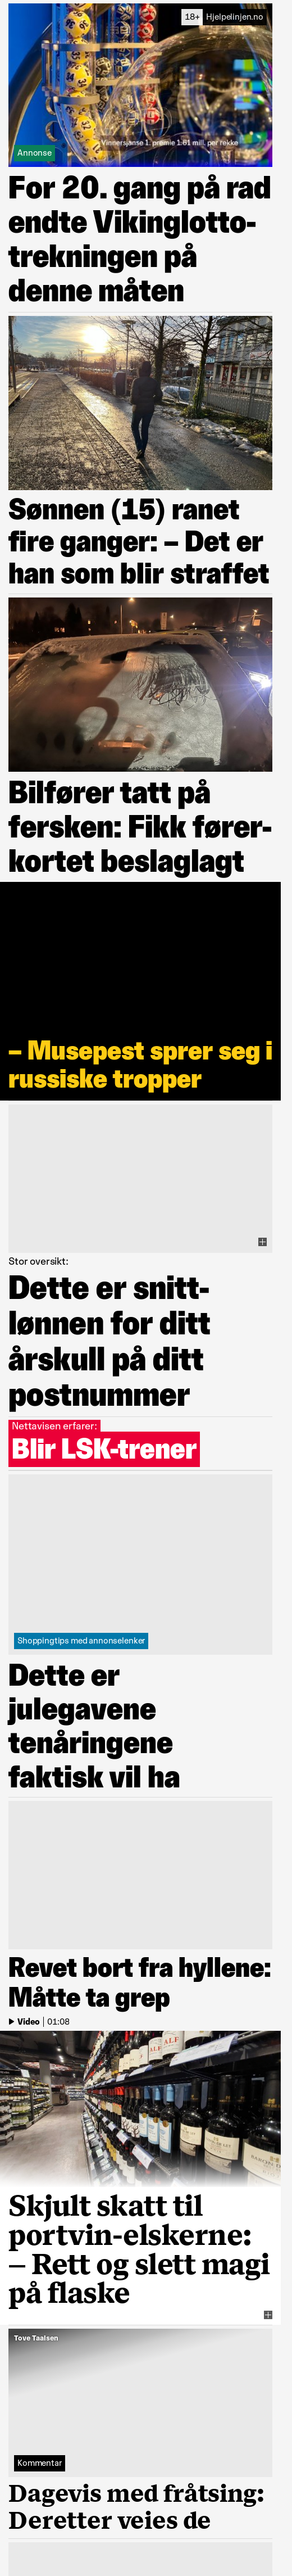 18+ Hjelpelinjen.no
Vinnersjanse 1. premie 1.61 mill. per rekke
Annonse
For 20. gang på rad
endte Vikinglotto-
trekningen på
denne måten
Sønnen (15) ranet
fire ganger: – Det er
han som blir straffet
Bilfører tatt på
fersken: Fikk fører-
kortet beslaglagt
– Musepest sprer seg i
russiske tropper
Stor oversikt:
Dette er snitt-
lønnen for ditt
årskull på ditt
postnummer
Nettavisen erfarer:
Blir LSK-trener
Shoppingtips med annonselenker
Dette er
julegavene
tenåringene
faktisk vil ha
Revet bort fra hyllene:
Måtte ta grep
Video | 01:08
Skjult skatt til
portvin-elskerne:
– Rett og slett magi
på flaske
Tove Taalsen
Kommentar
Dagevis med fråtsing:
Deretter veies de